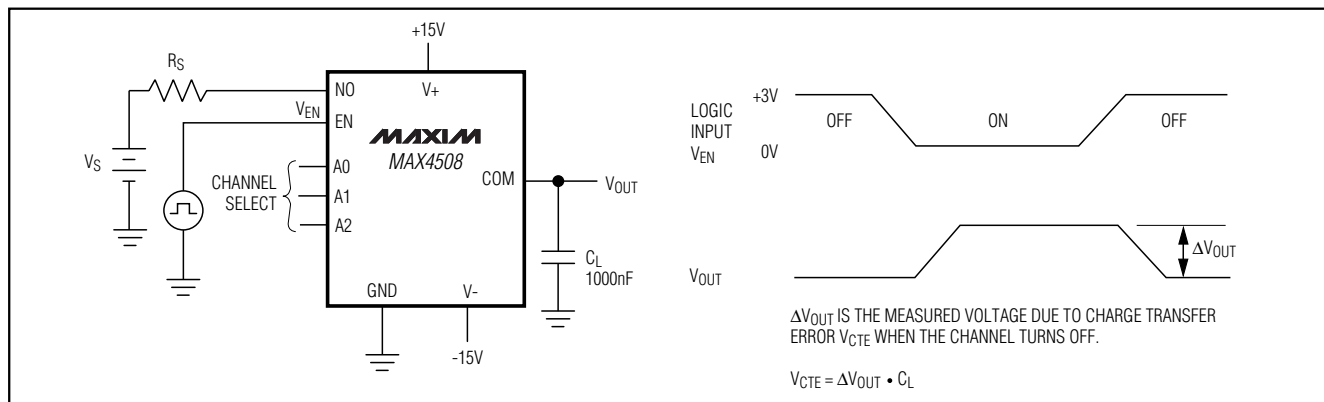 +15V
RS
NO
V+
VEN
EN
MAXIM
MAX4508
VS
A0
CHANNEL
SELECT
A1
A2
COM
VOUT
CL
1000nF
GND
V-
-15V
LOGIC
INPUT
VEN
+3V
0V
OFF
ON
OFF
VOUT
ΔVOUT
ΔVOUT IS THE MEASURED VOLTAGE DUE TO CHARGE TRANSFER
ERROR VCTE WHEN THE CHANNEL TURNS OFF.
VCTE = ΔVOUT • CL